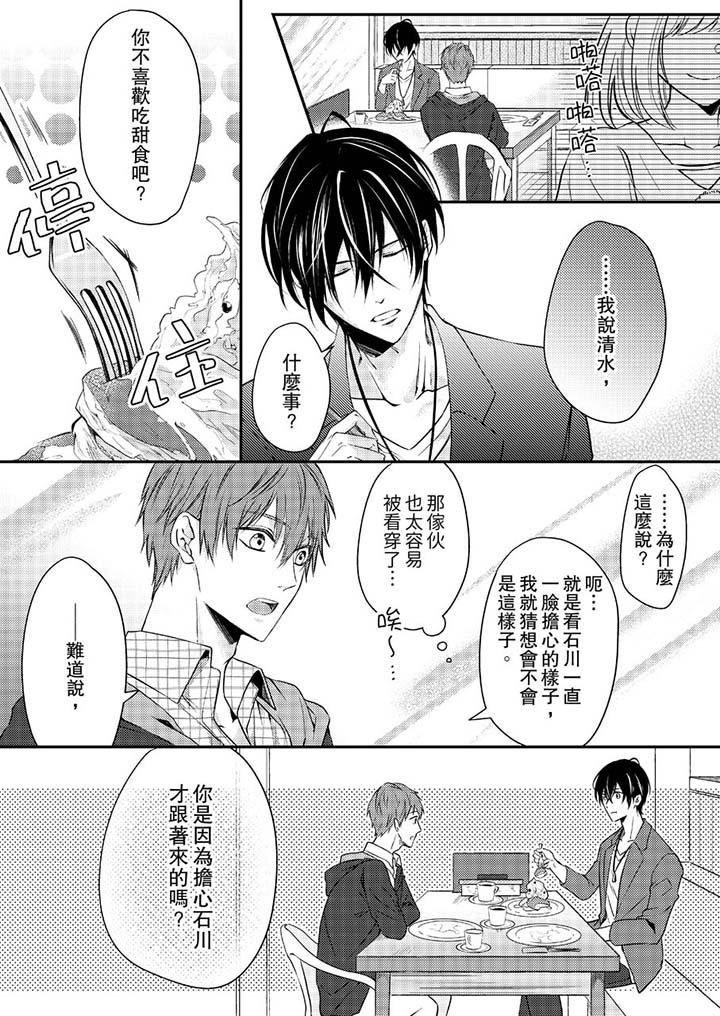 啪嗒
啪嗒…
……我說清水，
什麼事？
你不喜歡吃甜食吧？
停住
……為什麼
這麼說？
呃…
就是看石川一直
一臉擔心的樣子，
我就猜想會不會
是這樣子。
那傢伙
也太容易
被看穿了…
唉～
——難道說，
你是因為擔心石川
才跟著來的嗎？